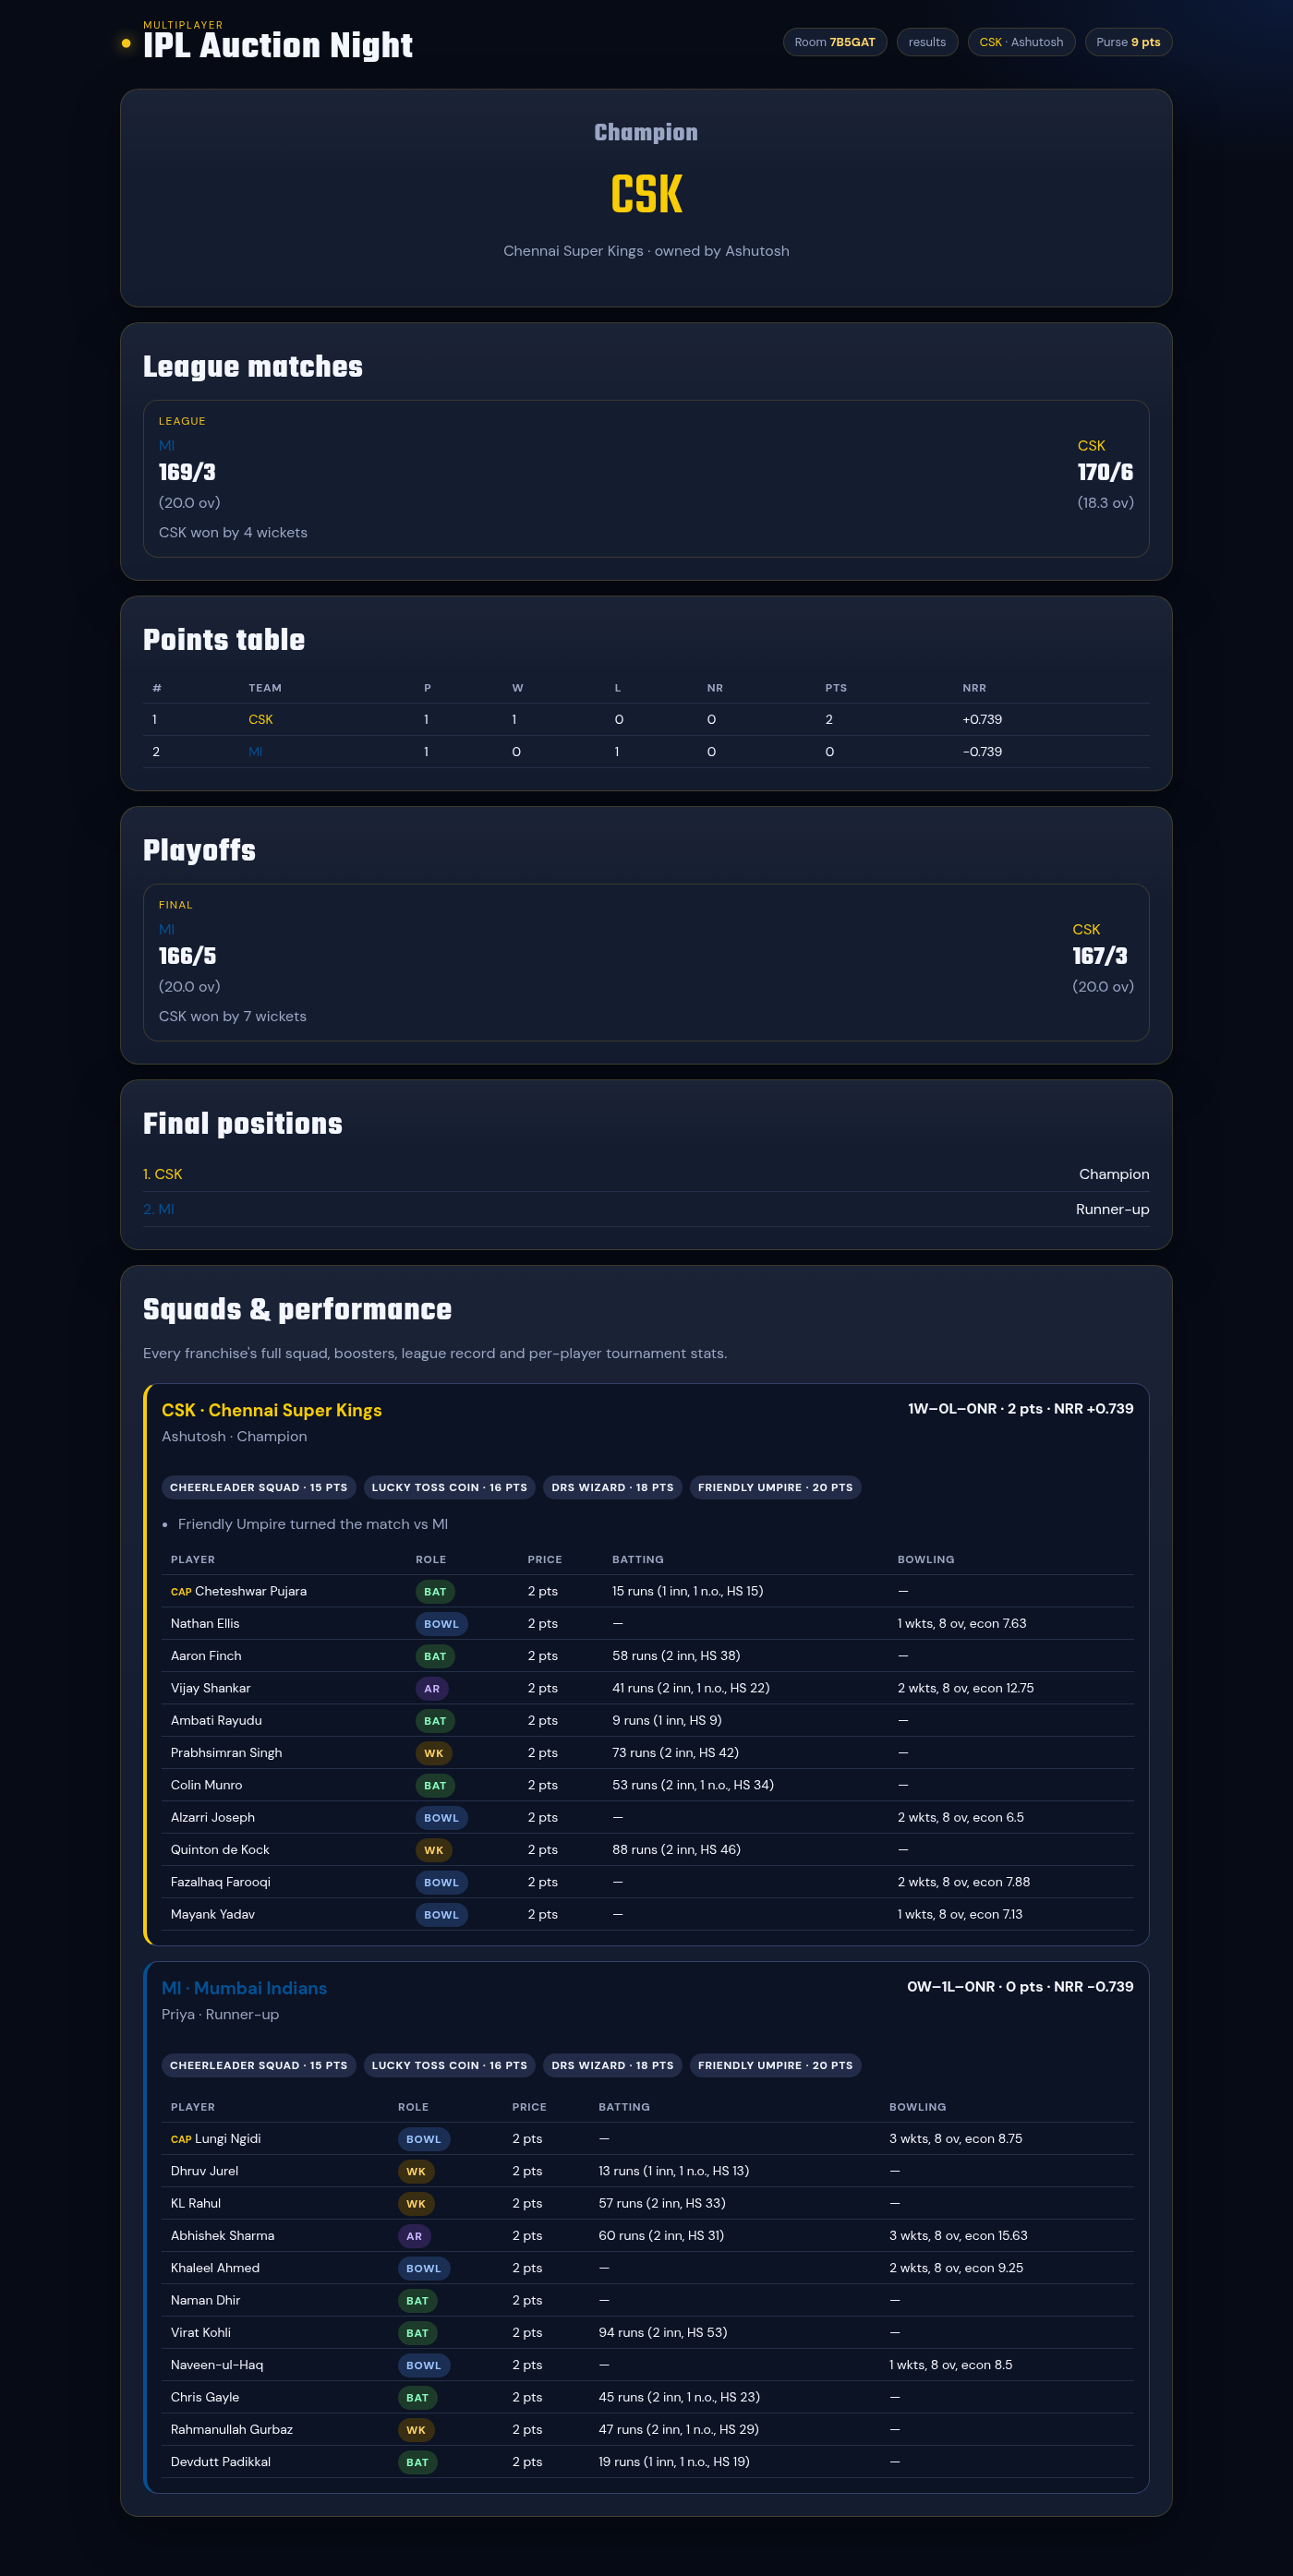 MULTIPLAYER
IPL Auction Night
Room 7B5GAT
results
CSK · Ashutosh
Purse 9 pts
Champion
CSK
Chennai Super Kings · owned by Ashutosh
League matches
LEAGUE
MI CSK
169/3 170/6
(20.0 ov) (18.3 ov)
CSK won by 4 wickets
Points table
# TEAM P W L NR PTS NRR
1 CSK 1 1 0 0 2 +0.739
2 MI 1 0 1 0 0 -0.739
Playoffs
FINAL
MI CSK
166/5 167/3
(20.0 ov) (20.0 ov)
CSK won by 7 wickets
Final positions
1. CSK Champion
2. MI Runner-up
Squads & performance
Every franchise's full squad, boosters, league record and per-player tournament stats.
CSK · Chennai Super Kings 1W–0L–0NR · 2 pts · NRR +0.739
Ashutosh · Champion
CHEERLEADER SQUAD · 15 PTS LUCKY TOSS COIN · 16 PTS DRS WIZARD · 18 PTS FRIENDLY UMPIRE · 20 PTS
• Friendly Umpire turned the match vs MI
PLAYER ROLE PRICE BATTING BOWLING
CAP Cheteshwar Pujara BAT 2 pts 15 runs (1 inn, 1 n.o., HS 15) —
Nathan Ellis BOWL 2 pts — 1 wkts, 8 ov, econ 7.63
Aaron Finch BAT 2 pts 58 runs (2 inn, HS 38) —
Vijay Shankar AR 2 pts 41 runs (2 inn, 1 n.o., HS 22) 2 wkts, 8 ov, econ 12.75
Ambati Rayudu BAT 2 pts 9 runs (1 inn, HS 9) —
Prabhsimran Singh WK 2 pts 73 runs (2 inn, HS 42) —
Colin Munro BAT 2 pts 53 runs (2 inn, 1 n.o., HS 34) —
Alzarri Joseph BOWL 2 pts — 2 wkts, 8 ov, econ 6.5
Quinton de Kock WK 2 pts 88 runs (2 inn, HS 46) —
Fazalhaq Farooqi BOWL 2 pts — 2 wkts, 8 ov, econ 7.88
Mayank Yadav BOWL 2 pts — 1 wkts, 8 ov, econ 7.13
MI · Mumbai Indians 0W–1L–0NR · 0 pts · NRR -0.739
Priya · Runner-up
CHEERLEADER SQUAD · 15 PTS LUCKY TOSS COIN · 16 PTS DRS WIZARD · 18 PTS FRIENDLY UMPIRE · 20 PTS
PLAYER ROLE PRICE BATTING BOWLING
CAP Lungi Ngidi BOWL 2 pts — 3 wkts, 8 ov, econ 8.75
Dhruv Jurel WK 2 pts 13 runs (1 inn, 1 n.o., HS 13) —
KL Rahul WK 2 pts 57 runs (2 inn, HS 33) —
Abhishek Sharma AR 2 pts 60 runs (2 inn, HS 31) 3 wkts, 8 ov, econ 15.63
Khaleel Ahmed BOWL 2 pts — 2 wkts, 8 ov, econ 9.25
Naman Dhir BAT 2 pts — —
Virat Kohli BAT 2 pts 94 runs (2 inn, HS 53) —
Naveen-ul-Haq BOWL 2 pts — 1 wkts, 8 ov, econ 8.5
Chris Gayle BAT 2 pts 45 runs (2 inn, 1 n.o., HS 23) —
Rahmanullah Gurbaz WK 2 pts 47 runs (2 inn, 1 n.o., HS 29) —
Devdutt Padikkal BAT 2 pts 19 runs (1 inn, 1 n.o., HS 19) —